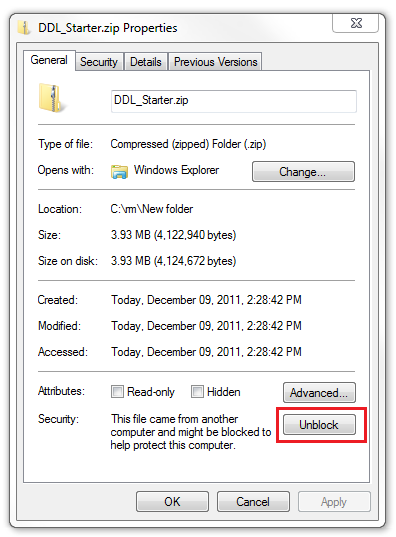 DDL_Starter.zip Properties
General Security Details Previous Versions
DDL_Starter.zip
Type of file: Compressed (zipped) Folder (.zip)
Opens with: Windows Explorer Change...
Location: C:\rm\New folder
Size: 3.93 MB (4,122,940 bytes)
Size on disk: 3.93 MB (4,124,672 bytes)
Created: Today, December 09, 2011, 2:28:42 PM
Modified: Today, December 09, 2011, 2:28:42 PM
Accessed: Today, December 09, 2011, 2:28:42 PM
Attributes: Read-only Hidden Advanced...
Security: This file came from another Unblock
computer and might be blocked to
help protect this computer.
OK Cancel Apply